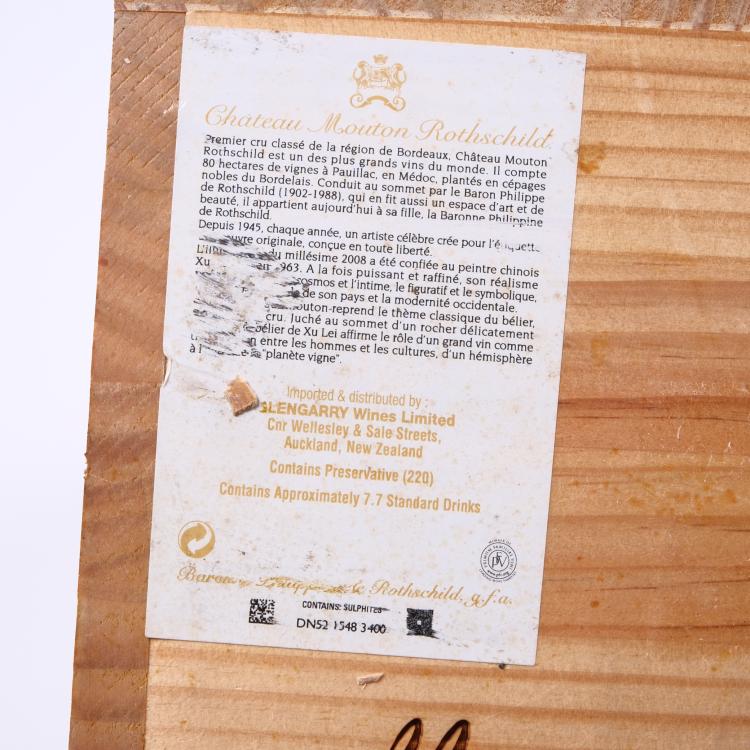 Château Mouton Rothschild
Premier cru classé de la région de Bordeaux, Château Mouton
Rothschild est un des plus grands vins du monde. Il compte
80 hectares de vignes à Pauillac, en Médoc, plantés en cépages
nobles du Bordelais. Conduit au sommet par le Baron Philippe
de Rothschild (1902-1988), qui en fit aussi un espace d'art et de
beauté, il appartient aujourd'hui à sa fille, la Baronne Philippine
de Rothschild.
Depuis 1945, chaque année, un artiste célèbre crée pour l'étiquette
originale, conçue en toute liberté.
du millésime 2008 a été confiée au peintre chinois
Xu 963. A la fois puissant et raffiné, son réalisme
cosmos et l'intime, le figuratif et le symbolique,
de son pays et la modernité occidentale.
outon-reprend le thème classique du bélier,
cru. Juché au sommet d'un rocher délicatement
bélier de Xu Lei affirme le rôle d'un grand vin comme
entre les hommes et les cultures, d'un hémisphère
à l "planète vigne".
Imported & distributed by :
GLENGARRY Wines Limited
Cnr Wellesley & Sale Streets,
Auckland, New Zealand
Contains Preservative (220)
Contains Approximately 7.7 Standard Drinks
Rothschild, g.f.a.
CONTAINS: SULPHITES
DN52 1548 3400